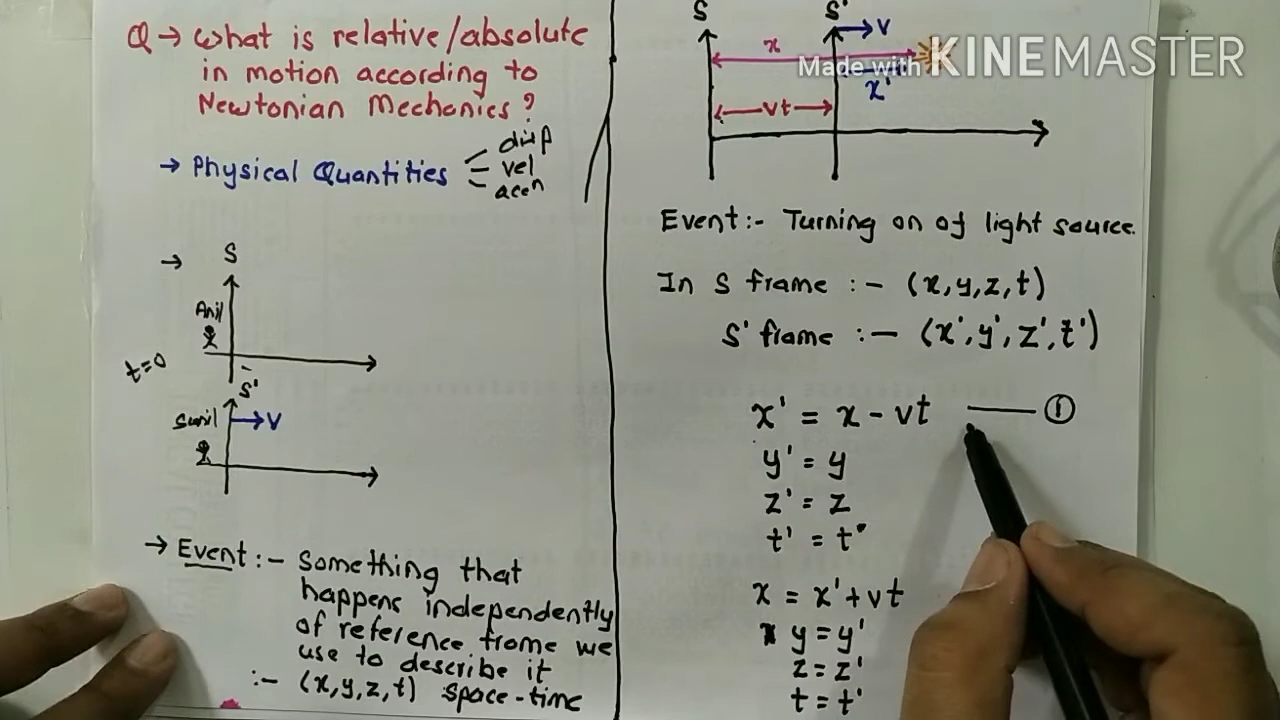 Q → What is relative/absolute
in motion according to
Newtonian Mechanics?
→ Physical Quantities
disp
vel
accn
→
S
Anil
t=0
S'
Sunil
V
→ Event :- Something that
happens independently
of reference frame we
use to describe it
:- (x,y,z,t) space-time
S
S'
V
x
x'
vt
Made with KINEMASTER
Event:- Turning on of light source.
In S frame :- (x,y,z,t)
S' frame :- (x',y',z',t')
x' = x - vt —— ①
y' = y
z' = z
t' = t
x = x'+vt
y = y'
z = z'
t = t'